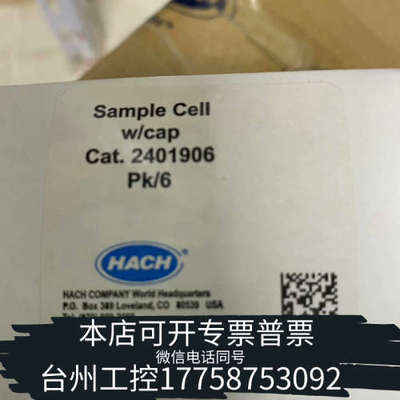 Sample Cell
w/cap
Cat. 2401906
Pk/6
HACH
HACH COMPANY World Headquarters
P.O. Box 389 Loveland, CO 80539 USA
本店可开专票普票
微信电话同号
台州工控17758753092